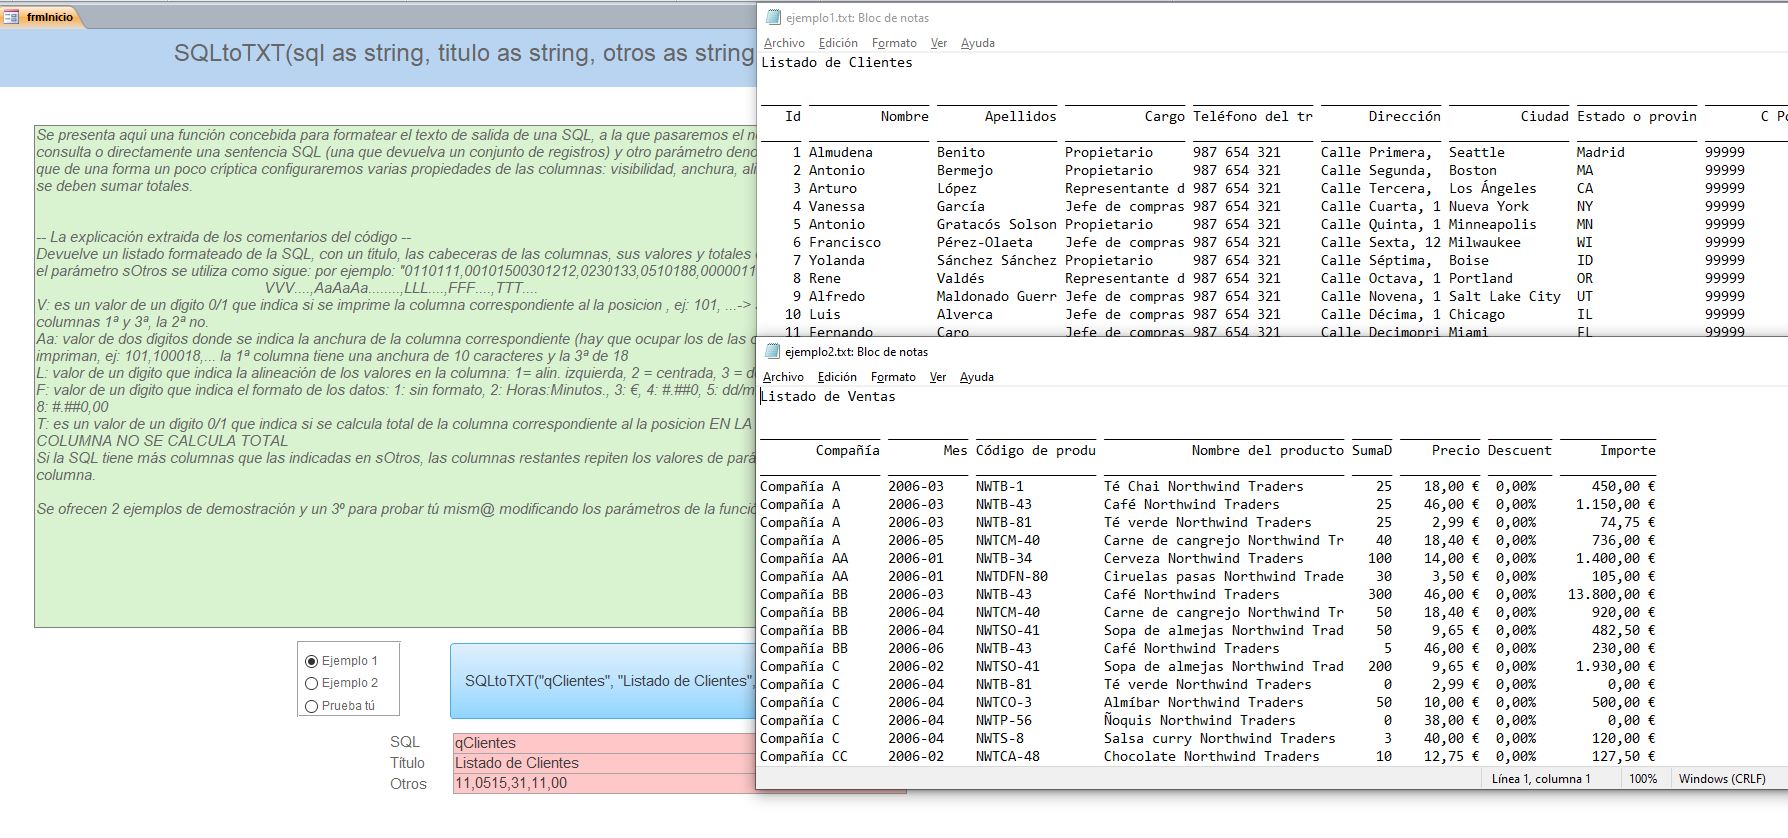 frmInicio
SQLtoTXT(sql as string, titulo as string, otros as string
Se presenta aquí una función concebida para formatear el texto de salida de una SQL, a la que pasaremos el
consulta o directamente una sentencia SQL (una que devuelva un conjunto de registros) y otro parámetro
que de una forma un poco críptica configuraremos varias propiedades de las columnas: visibilidad, anchura,
se deben sumar totales.
-- La explicación extraida de los comentarios del código --
Devuelve un listado formateado de la SQL, con un título, las cabeceras de las columnas, sus valores y totales
el parámetro sOtros se utiliza como sigue: por ejemplo: "0110111,00101500301212,0230133,0510188,0000011
VVV....,AaAaAa........,LLL....,FFF....,TTT....
V: es un valor de un dígito 0/1 que indica si se imprime la columna correspondiente al la posicion , ej: 101, ...->
columnas 1ª y 3ª, la 2ª no.
Aa: valor de dos dígitos donde se indica la anchura de la columna correspondiente (hay que ocupar los de las
impriman, ej: 101,100018,... la 1ª columna tiene una anchura de 10 caracteres y la 3ª de 18
L: valor de un dígito que indica la alineación de los valores en la columna: 1= alin. izquierda, 2 = centrada, 3 =
F: valor de un dígito que indica el formato de los datos: 1: sin formato, 2: Horas:Minutos., 3: €, 4: #.##0, 5: dd/m
8: #.##0,00
T: es un valor de un dígito 0/1 que indica si se calcula total de la columna correspondiente al la posicion EN LA
COLUMNA NO SE CALCULA TOTAL
Si la SQL tiene más columnas que las indicadas en sOtros, las columnas restantes repiten los valores de
columna.
Se ofrecen 2 ejemplos de demostración y un 3º para probar tú mism@ modificando los parámetros de la
Ejemplo 1
Ejemplo 2
Prueba tú
SQLtoTXT("qClientes", "Listado de Clientes",
SQL qClientes
Título Listado de Clientes
Otros 11,0515,31,11,00
ejemplo1.txt: Bloc de notas
Archivo Edición Formato Ver Ayuda
Listado de Clientes
Id Nombre Apellidos Cargo Teléfono del tr Dirección Ciudad Estado o provin C Po
1 Almudena Benito Propietario 987 654 321 Calle Primera, Seattle Madrid 99999
2 Antonio Bermejo Propietario 987 654 321 Calle Segunda, Boston MA 99999
3 Arturo López Representante d 987 654 321 Calle Tercera, Los Ángeles CA 99999
4 Vanessa García Jefe de compras 987 654 321 Calle Cuarta, 1 Nueva York NY 99999
5 Antonio Gratacós Solson Propietario 987 654 321 Calle Quinta, 1 Minneapolis MN 99999
6 Francisco Pérez-Olaeta Jefe de compras 987 654 321 Calle Sexta, 12 Milwaukee WI 99999
7 Yolanda Sánchez Sánchez Propietario 987 654 321 Calle Séptima, Boise ID 99999
8 Rene Valdés Representante d 987 654 321 Calle Octava, 1 Portland OR 99999
9 Alfredo Maldonado Guerr Jefe de compras 987 654 321 Calle Novena, 1 Salt Lake City UT 99999
10 Luis Alverca Jefe de compras 987 654 321 Calle Décima, 1 Chicago IL 99999
11 Fernando Caro Jefe de compras 987 654 321 Calle Decimopri Miami FL 99999
ejemplo2.txt: Bloc de notas
Archivo Edición Formato Ver Ayuda
Listado de Ventas
Compañía Mes Código de produ Nombre del producto SumaD Precio Descuent Importe
Compañía A 2006-03 NWTB-1 Té Chai Northwind Traders 25 18,00 € 0,00% 450,00 €
Compañía A 2006-03 NWTB-43 Café Northwind Traders 25 46,00 € 0,00% 1.150,00 €
Compañía A 2006-03 NWTB-81 Té verde Northwind Traders 25 2,99 € 0,00% 74,75 €
Compañía A 2006-05 NWTCM-40 Carne de cangrejo Northwind Tr 40 18,40 € 0,00% 736,00 €
Compañía AA 2006-01 NWTB-34 Cerveza Northwind Traders 100 14,00 € 0,00% 1.400,00 €
Compañía AA 2006-01 NWTDFN-80 Ciruelas pasas Northwind Trade 30 3,50 € 0,00% 105,00 €
Compañía BB 2006-03 NWTB-43 Café Northwind Traders 300 46,00 € 0,00% 13.800,00 €
Compañía BB 2006-04 NWTCM-40 Carne de cangrejo Northwind Tr 50 18,40 € 0,00% 920,00 €
Compañía BB 2006-04 NWTSO-41 Sopa de almejas Northwind Trad 50 9,65 € 0,00% 482,50 €
Compañía BB 2006-06 NWTB-43 Café Northwind Traders 5 46,00 € 0,00% 230,00 €
Compañía C 2006-02 NWTSO-41 Sopa de almejas Northwind Trad 200 9,65 € 0,00% 1.930,00 €
Compañía C 2006-04 NWTB-81 Té verde Northwind Traders 0 2,99 € 0,00% 0,00 €
Compañía C 2006-04 NWTCO-3 Almíbar Northwind Traders 50 10,00 € 0,00% 500,00 €
Compañía C 2006-04 NWTP-56 Ñoquis Northwind Traders 0 38,00 € 0,00% 0,00 €
Compañía C 2006-04 NWTS-8 Salsa curry Northwind Traders 3 40,00 € 0,00% 120,00 €
Compañía CC 2006-02 NWTCA-48 Chocolate Northwind Traders 10 12,75 € 0,00% 127,50 €
Línea 1, columna 1 100% Windows (CRLF)